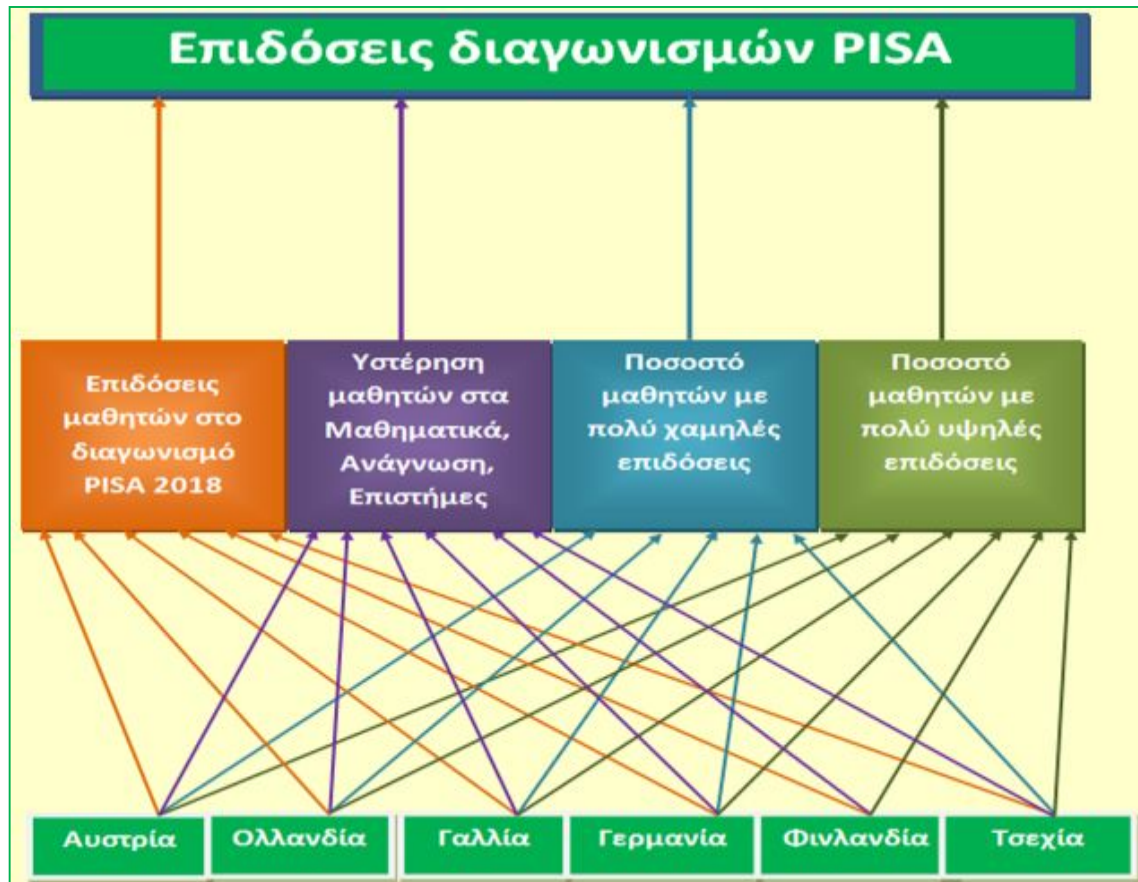 Επιδόσεις διαγωνισμών PISA
Επιδόσεις
μαθητών στο
διαγωνισμό
PISA 2018
Υστέρηση
μαθητών στα
Μαθηματικά,
Ανάγνωση,
Επιστήμες
Ποσοστό
μαθητών με
πολύ χαμηλές
επιδόσεις
Ποσοστό
μαθητών με
πολύ υψηλές
επιδόσεις
Αυστρία
Ολλανδία
Γαλλία
Γερμανία
Φινλανδία
Τσεχία